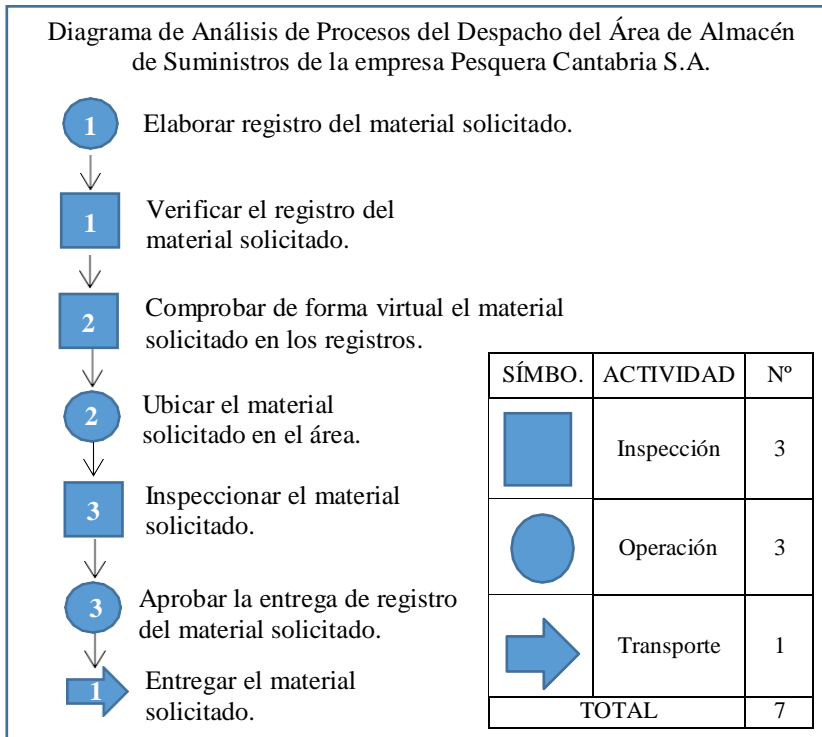 Diagrama de Análisis de Procesos del Despacho del Área de Almacén
de Suministros de la empresa Pesquera Cantabria S.A.
1 Elaborar registro del material solicitado.
1 Verificar el registro del
material solicitado.
2 Comprobar de forma virtual el material
solicitado en los registros.
2 Ubicar el material
solicitado en el área.
3 Inspeccionar el material
solicitado.
3 Aprobar la entrega de registro
del material solicitado.
1 Entregar el material
solicitado.
SÍMBO. ACTIVIDAD Nº
Inspección 3
Operación 3
Transporte 1
TOTAL 7